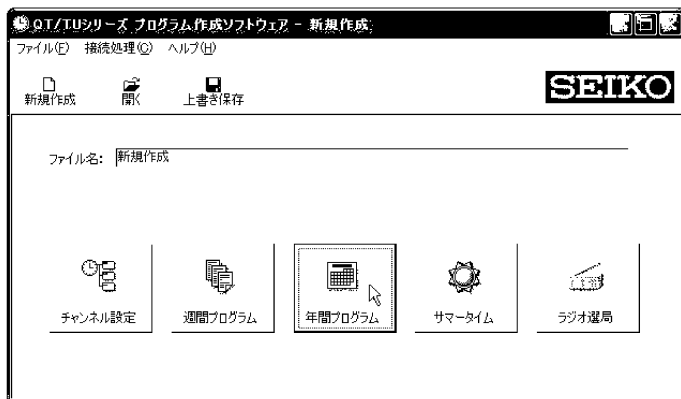 QT/TUシリーズ プログラム作成ソフトウェア - 新規作成
ファイル(F) 接続処理(C) ヘルプ(H)
新規作成 開く 上書き保存
SEIKO
ファイル名: 新規作成
チャンネル設定 週間プログラム 年間プログラム サマータイム ラジオ選局